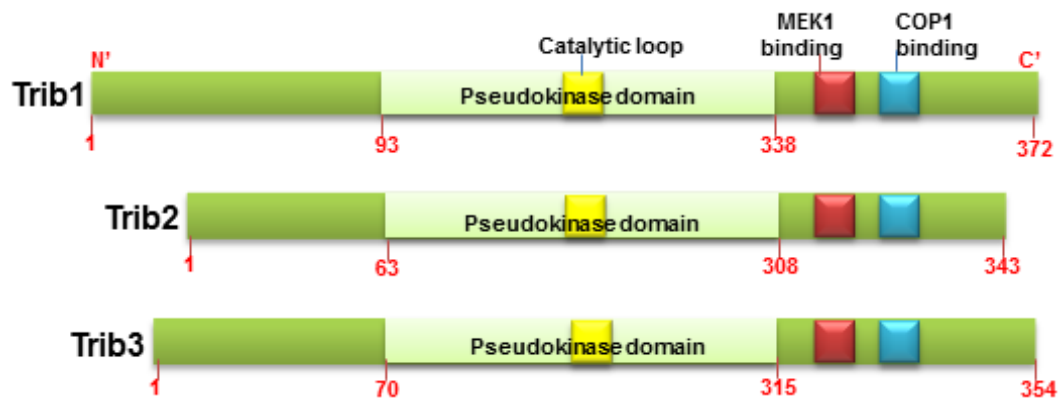 MEK1 binding
COP1 binding
Catalytic loop
N'
C'
Trib1
Pseudokinase domain
1
93
338
372
Trib2
Pseudokinase domain
1
63
308
343
Trib3
Pseudokinase domain
1
70
315
354